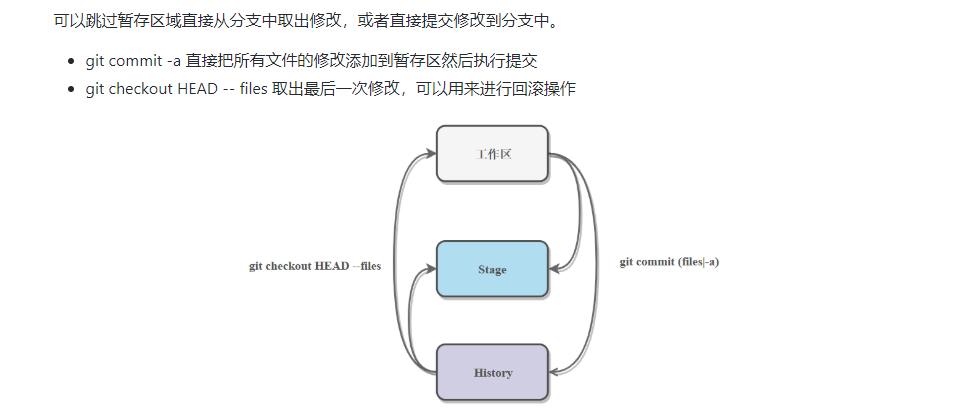 可以跳过暂存区域直接从分支中取出修改，或者直接提交修改到分支中。
git commit -a 直接把所有文件的修改添加到暂存区然后执行提交
git checkout HEAD -- files 取出最后一次修改，可以用来进行回滚操作
工作区
git checkout HEAD --files
Stage
git commit (files|-a)
History